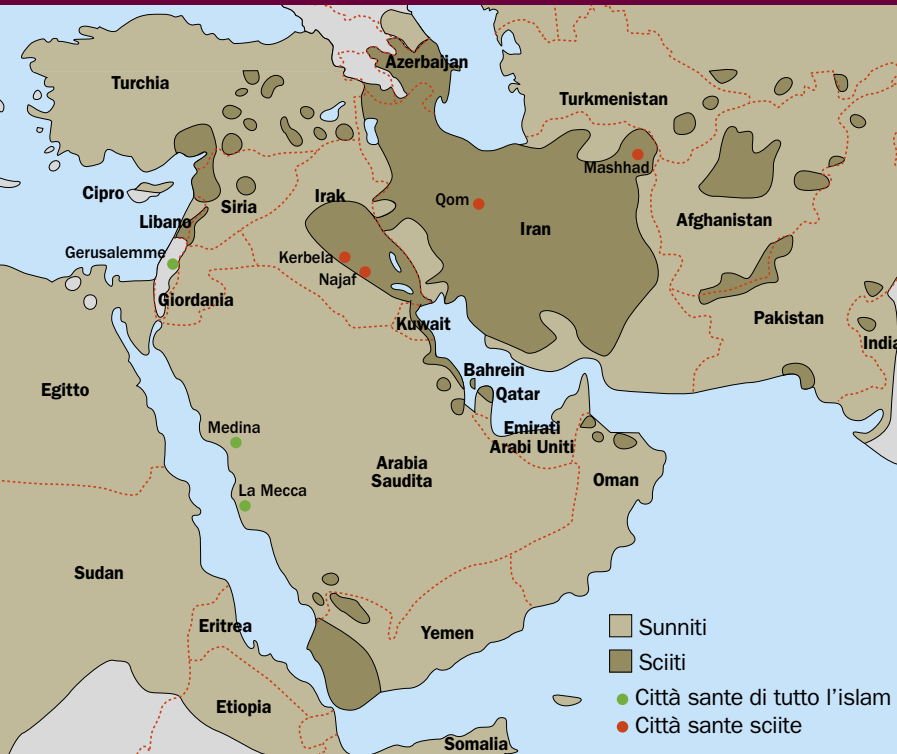 Azerbaijan
Turchia
Turkmenistan
Mashhad
Cipro
Siria
Irak
Qom
Libano
Afghanistan
Iran
Gerusalemme
Kerbela
Najaf
Giordania
Kuwait
Pakistan
India
Bahrein
Egitto
Qatar
Medina
Emirati
Arabi Uniti
Arabia
Saudita
Oman
La Mecca
Sudan
Eritrea
Yemen
Etiopia
Somalia
Sunniti
Sciiti
Città sante di tutto l’islam
Città sante sciite